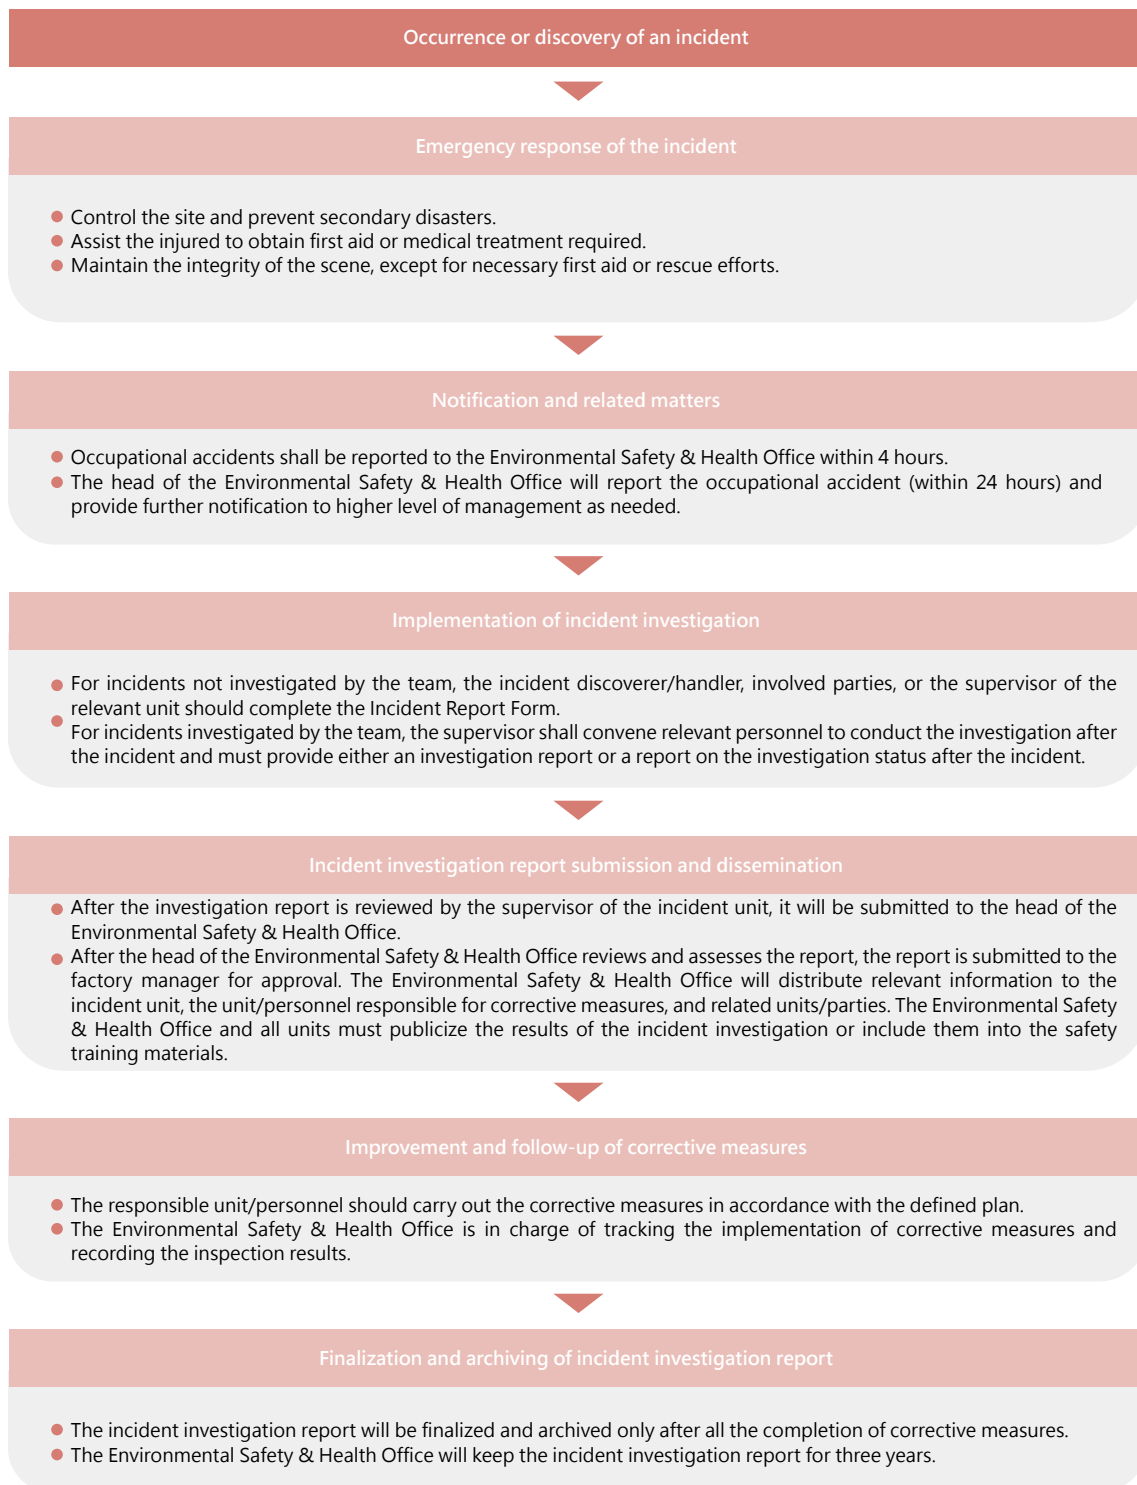 Occurrence or discovery of an incident
Emergency response of the incident
Control the site and prevent secondary disasters.
Assist the injured to obtain first aid or medical treatment required.
Maintain the integrity of the scene, except for necessary first aid or rescue efforts.
Notification and related matters
Occupational accidents shall be reported to the Environmental Safety & Health Office within 4 hours.
The head of the Environmental Safety & Health Office will report the occupational accident (within 24 hours) and
provide further notification to higher level of management as needed.
Implementation of incident investigation
For incidents not investigated by the team, the incident discoverer/handler, involved parties, or the supervisor of the
relevant unit should complete the Incident Report Form.
For incidents investigated by the team, the supervisor shall convene relevant personnel to conduct the investigation after
the incident and must provide either an investigation report or a report on the investigation status after the incident.
Incident investigation report submission and dissemination
After the investigation report is reviewed by the supervisor of the incident unit, it will be submitted to the head of the
Environmental Safety & Health Office.
After the head of the Environmental Safety & Health Office reviews and assesses the report, the report is submitted to the
factory manager for approval. The Environmental Safety & Health Office will distribute relevant information to the
incident unit, the unit/personnel responsible for corrective measures, and related units/parties. The Environmental Safety
& Health Office and all units must publicize the results of the incident investigation or include them into the safety
training materials.
Improvement and follow-up of corrective measures
The responsible unit/personnel should carry out the corrective measures in accordance with the defined plan.
The Environmental Safety & Health Office is in charge of tracking the implementation of corrective measures and
recording the inspection results.
Finalization and archiving of incident investigation report
The incident investigation report will be finalized and archived only after all the completion of corrective measures.
The Environmental Safety & Health Office will keep the incident investigation report for three years.